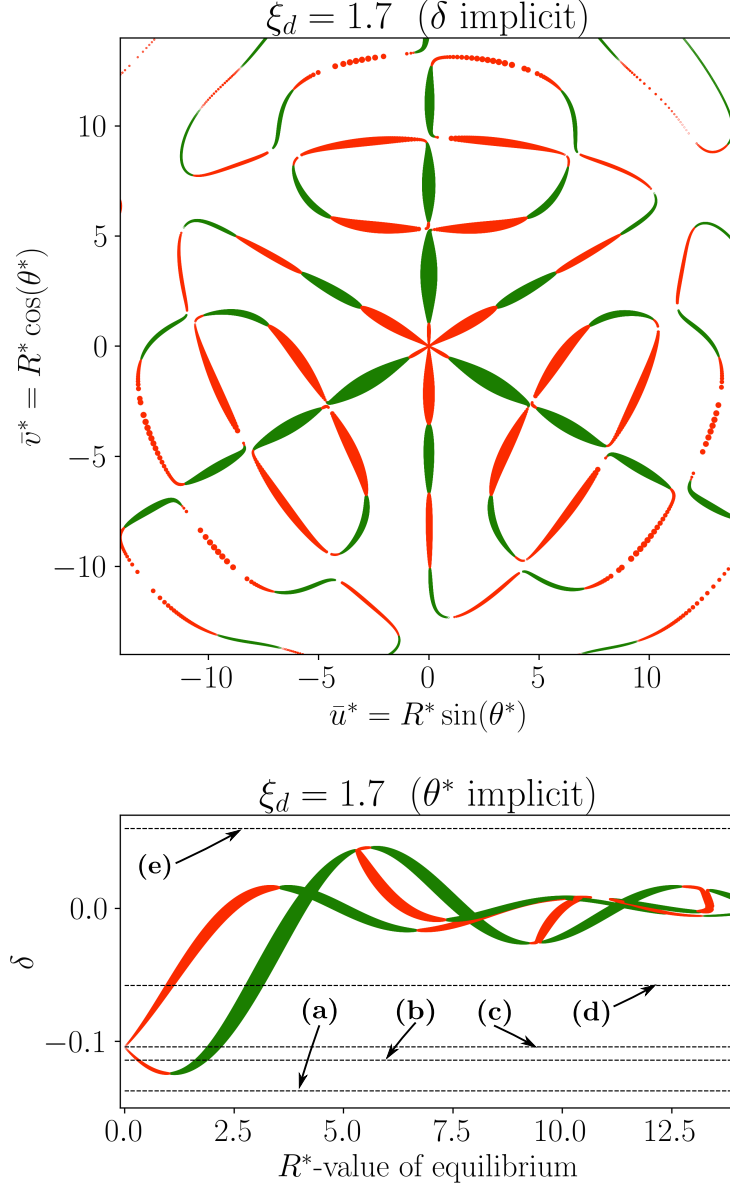 ξ_d = 1.7 (δ implicit)
10
5
0
−5
−10
v̄* = R* cos(θ*)
−10 −5 0 5 10
ū* = R* sin(θ*)
ξ_d = 1.7 (θ* implicit)
(e)
0.0
δ
(a) (b) (c) (d)
−0.1
0.0 2.5 5.0 7.5 10.0 12.5
R*-value of equilibrium